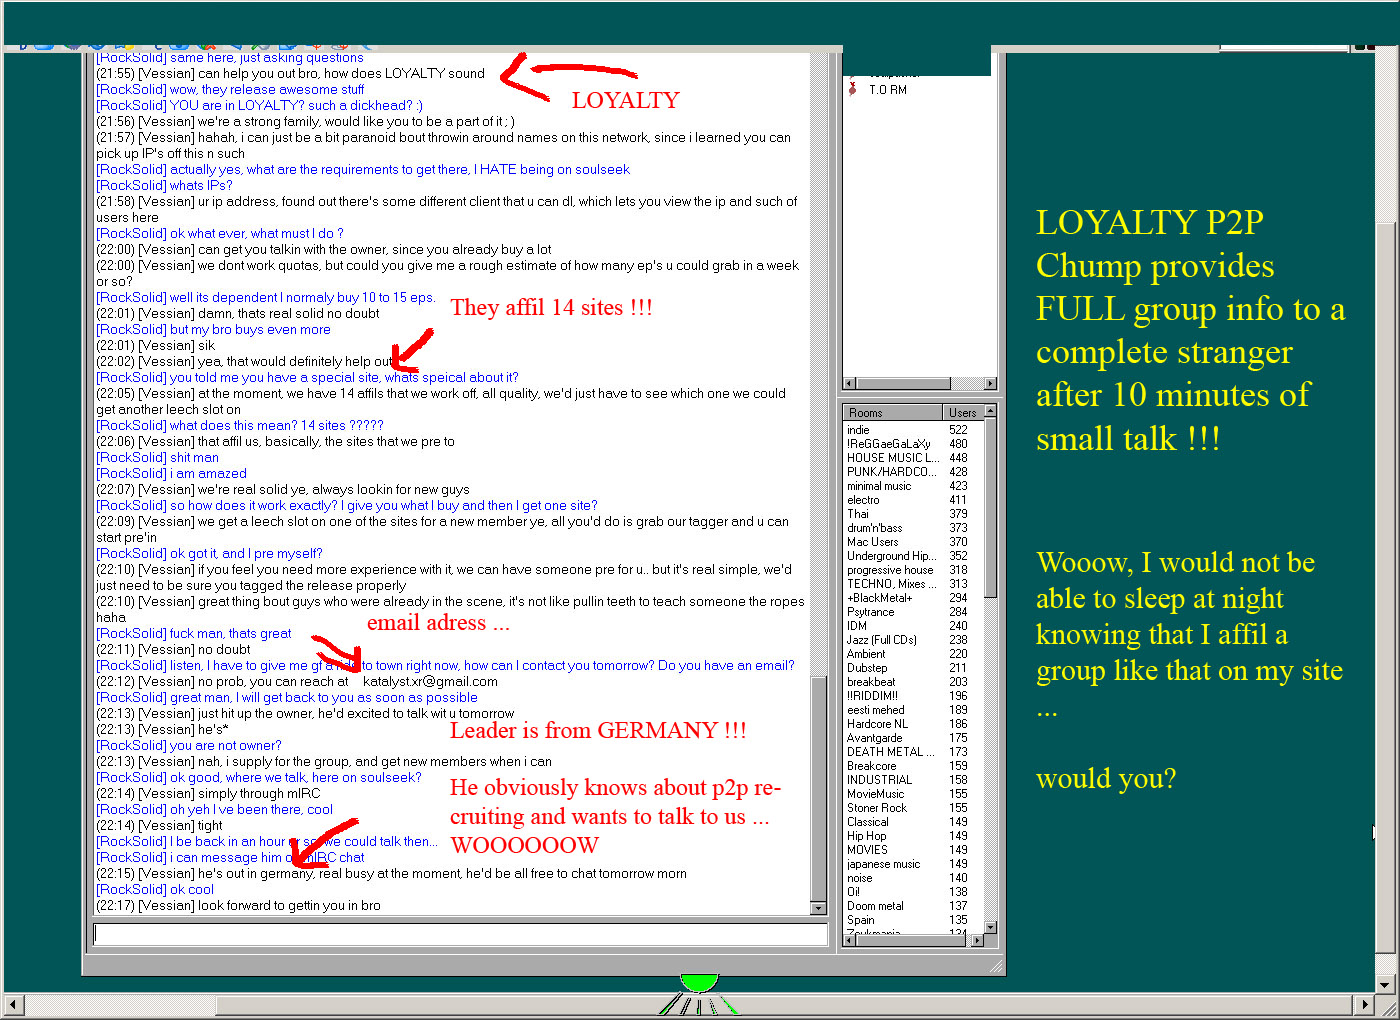 [RockSolid] same here, just asking questions
(21:55) [Vessian] can help you out bro, how does LOYALTY sound
[RockSolid] wow, they release awesome stuff
LOYALTY
[RockSolid] YOU are in LOYALTY? such a dickhead? :)
(21:56) [Vessian] we're a strong family, would like you to be a part of it ; )
(21:57) [Vessian] hahah, i can just be a bit paranoid bout throwin around names on this network, since i learned you can
pick up IP's off this n such
[RockSolid] actually yes, what are the requirements to get there, I HATE being on soulseek
[RockSolid] whats IPs?
(21:58) [Vessian] ur ip address, found out there's some different client that u can dl, which lets you view the ip and such of
users here
[RockSolid] ok what ever, what must I do ?
(22:00) [Vessian] can get you talkin with the owner, since you already buy a lot
(22:00) [Vessian] we dont work quotas, but could you give me a rough estimate of how many ep's u could grab in a week
or so?
[RockSolid] well its dependent I normaly buy 10 to 15 eps.
They affil 14 sites !!!
(22:01) [Vessian] damn, thats real solid no doubt
[RockSolid] but my bro buys even more
(22:01) [Vessian] sik
(22:02) [Vessian] yea, that would definitely help out
[RockSolid] you told me you have a special site, whats speical about it?
(22:05) [Vessian] at the moment, we have 14 affils that we work off, all quality, we'd just have to see which one we could
get another leech slot on
[RockSolid] what does this mean? 14 sites ?????
(22:06) [Vessian] that affil us, basically, the sites that we pre to
[RockSolid] shit man
[RockSolid] i am amazed
(22:07) [Vessian] we're real solid ye, always lookin for new guys
[RockSolid] so how does it work exactly? I give you what I buy and then I get one site?
(22:09) [Vessian] we get a leech slot on one of the sites for a new member ye, all you'd do is grab our tagger and u can
start pre'in
[RockSolid] ok got it, and I pre myself?
(22:10) [Vessian] if you feel you need more experience with it, we can have someone pre for u.. but it's real simple, we'd
just need to be sure you tagged the release properly
(22:10) [Vessian] great thing bout guys who were already in the scene, it's not like pullin teeth to teach someone the ropes
haha
email adress ...
[RockSolid] fuck man, thats great
(22:11) [Vessian] no doubt
[RockSolid] listen, I have to give me gf a ride to town right now, how can I contact you tomorrow? Do you have an email?
(22:12) [Vessian] no prob, you can reach at katalyst.xr@gmail.com
[RockSolid] great man, I will get back to you as soon as possible
(22:13) [Vessian] just hit up the owner, he'd excited to talk wit u tomorrow
(22:13) [Vessian] he's*
Leader is from GERMANY !!!
[RockSolid] you are not owner?
(22:13) [Vessian] nah, i supply for the group, and get new members when i can
[RockSolid] ok good, where we talk, here on soulseek?
He obviously knows about p2p re-
cruiting and wants to talk to us ...
WOOOOOOW
(22:14) [Vessian] simply through mIRC
[RockSolid] oh yeh I ve been there, cool
(22:14) [Vessian] tight
[RockSolid] I be back in an hour or so, we could talk then...
[RockSolid] i can message him on mIRC chat
(22:15) [Vessian] he's out in germany, real busy at the moment, he'd be all free to chat tomorrow morn
[RockSolid] ok cool
(22:17) [Vessian] look forward to gettin you in bro
T.O RM
Rooms Users
indie 522
!ReGGaeGaLaXy 480
HOUSE MUSIC L... 448
PUNK/HARDCO... 428
minimal music 423
electro 411
Thai 379
drum'n'bass 373
Mac Users 370
Underground Hip... 352
progressive house 318
TECHNO, Mixes ... 313
+BlackMetal+ 294
Psytrance 284
IDM 240
Jazz (Full CDs) 238
Ambient 220
Dubstep 211
breakbeat 203
!!RIDDIM!! 196
eesti mehed 189
Hardcore NL 186
Avantgarde 175
DEATH METAL ... 173
Breakcore 159
INDUSTRIAL 158
MovieMusic 155
Stoner Rock 155
Classical 149
Hip Hop 149
MOVIES 149
japanese music 149
noise 140
Oi! 138
Doom metal 137
Spain 135
LOYALTY P2P
Chump provides
FULL group info to a
complete stranger
after 10 minutes of
small talk !!!
Wooow, I would not be
able to sleep at night
knowing that I affil a
group like that on my site
...
would you?